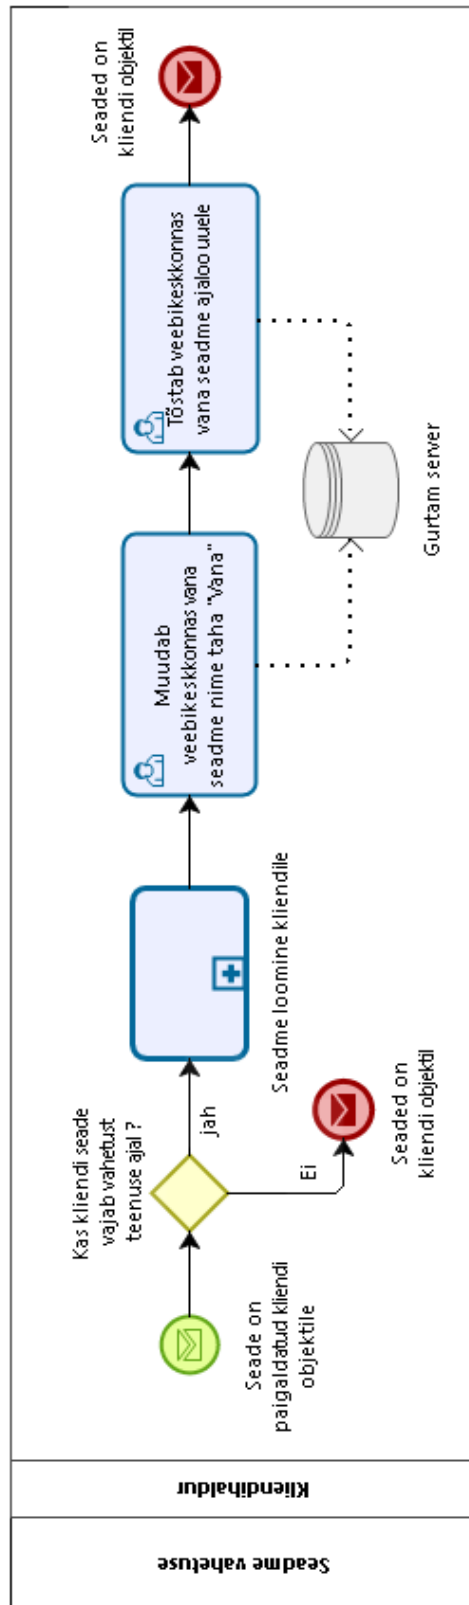 Seadme vahetuse
Kliendihaldur
Seade on
paigaldatud kliendi
objektile
Kas kliendi seade
vajab vahetust
teenuse ajal ?
jah
Ei
Seaded on
kliendi objektil
Seadme loomine kliendile
Muudab
veebikeskkonnas vana
seadme nime taha "Vana"
Tõstab veebikeskkonnas
vana seadme ajaloo uuele
Gurtam server
Seaded on
kliendi objektil